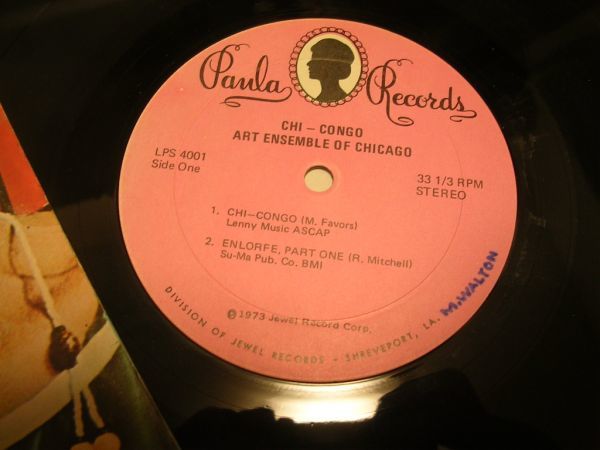 Paula Records
CHI – CONGO
ART ENSEMBLE OF CHICAGO
LPS 4001
Side One
33 1/3 RPM
STEREO
1. CHI–CONGO (M. Favors)
Lenny Music ASCAP
2. ENLORFE, PART ONE (R. Mitchell)
Su-Ma Pub. Co. BMI
℗1973 Jewel Record Corp.
DIVISION OF JEWEL RECORDS - SHREVEPORT, LA.
M. WALTON